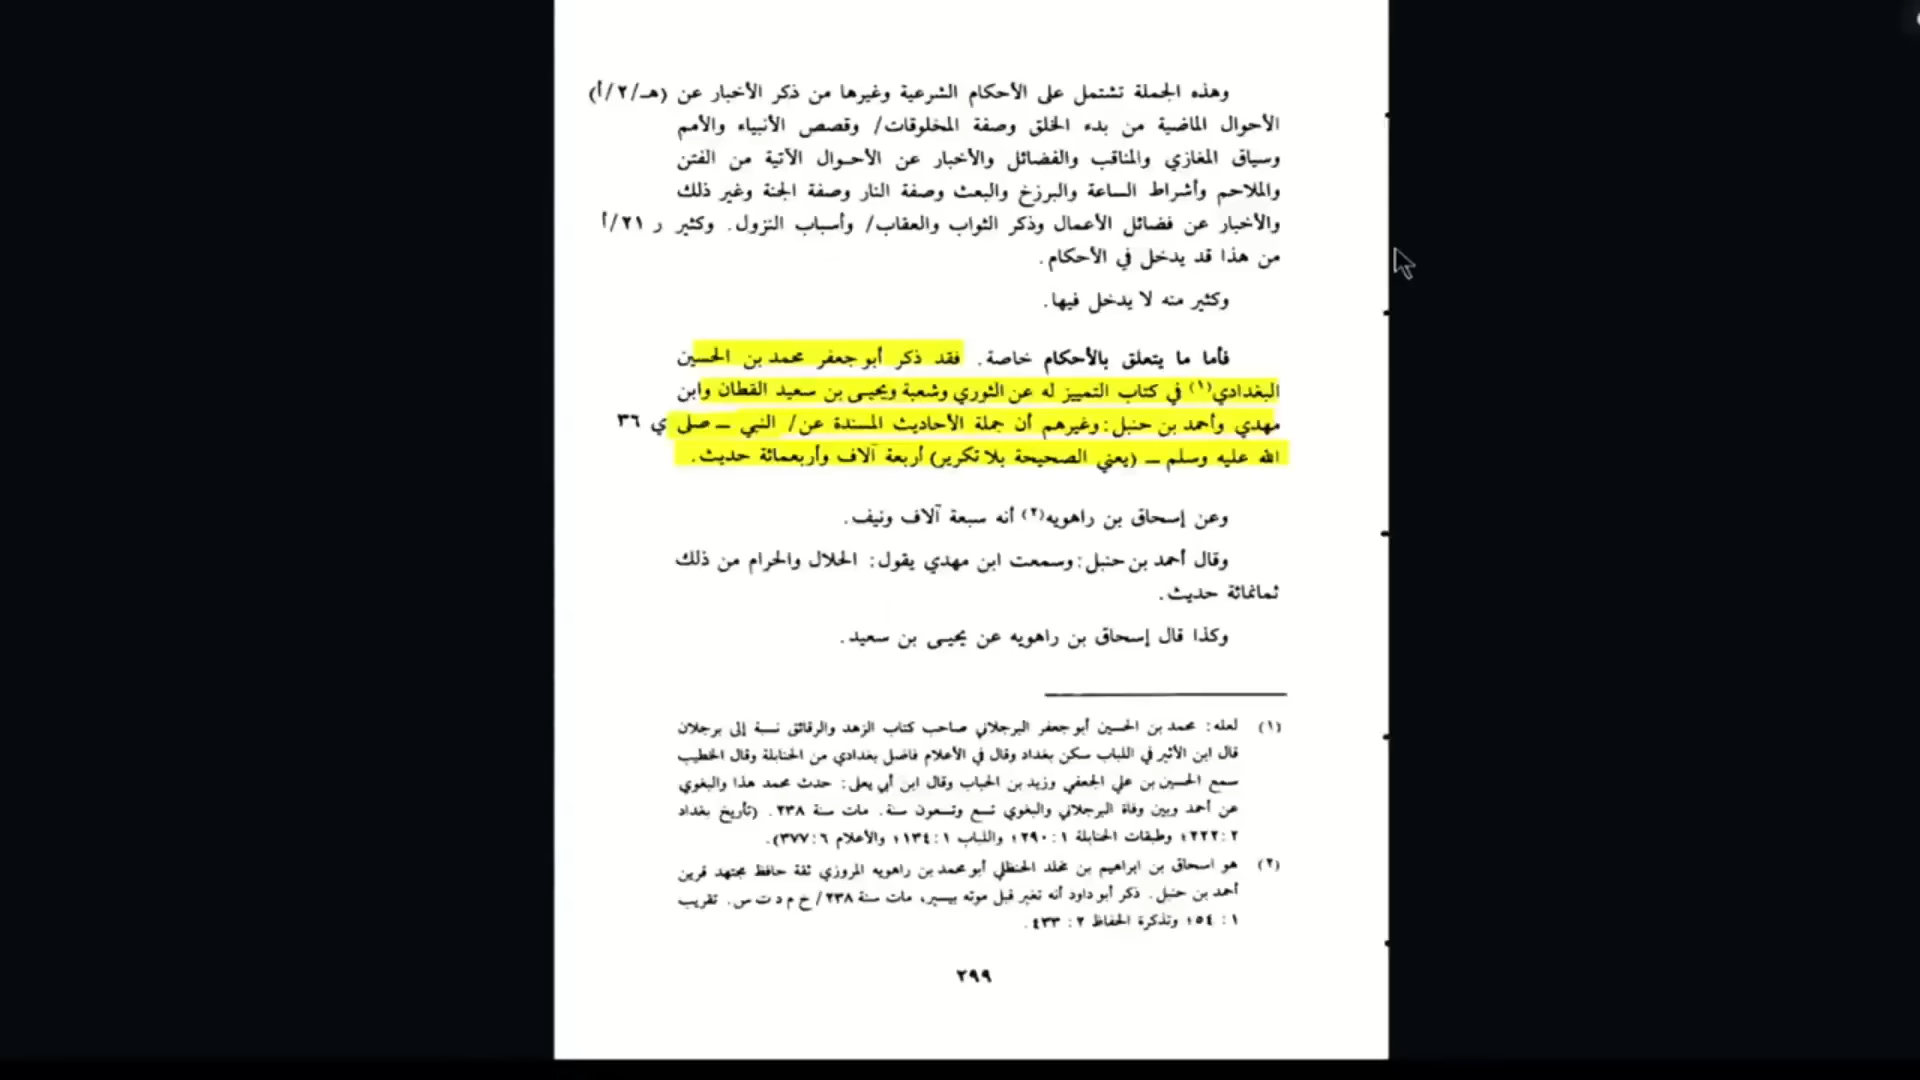 وهذه الجملة تشتمل على الأحكام الشرعية وغيرها من ذكر الأخبار عن (هـ/٢/أ)
الأحوال الماضية من بدء الخلق وصفة المخلوقات/ وقصص الأنبياء والأمم
وسياق المغازي والمناقب والفضائل والأخبار عن الأحوال الآتية من الفتن
والملاحم وأشراط الساعة والبرزخ والبعث وصفة النار وصفة الجنة وغير ذلك
والأخبار عن فضائل الأعمال وذكر الثواب والعقاب/ وأسباب النزول. وكثير ر ٢١/أ
من هذا قد يدخل في الأحكام.
وكثير منه لا يدخل فيها.
فأما ما يتعلق بالأحكام خاصة. فقد ذكر أبو جعفر محمد بن الحسين
البغدادي(١) في كتاب التمييز له عن الثوري وشعبة ويحيـى بن سعيد القطان وابن
مهدي وأحمد بن حنبل: وغيرهم أن جملة الأحاديث المسندة عن/ النبي ــ صلى ي ٣٦
الله عليه وسلم ــ (يعني الصحيحة بلا تكرير) أربعة آلاف وأربعمائة حديث.
وعن إسحاق بن راهويه(٢) أنه سبعة آلاف ونيف.
وقال أحمد بن حنبل: وسمعت ابن مهدي يقول: الحلال والحرام من ذلك
ثمانمائة حديث.
وكذا قال إسحاق بن راهويه عن يحيـى بن سعيد.
(١) لعله: محمد بن الحسين أبو جعفر البرجلاني صاحب كتاب الزهد والرقائق نسبة إلى برجلان
قال ابن الأثير في اللباب سكن بغداد وقال في الأعلام فاضل بغدادي من الحنابلة وقال الخطيب
سمع الحسين بن علي الجعفي وزيد بن الحباب وقال ابن أبي يعلى: حدث محمد هذا والبغوي
عن أحمد وبين وفاة البرجلاني والبغوي تسع وتسعون سنة. مات سنة ٢٣٨. (تأريخ بغداد
٢:٢٢٢؛ وطبقات الحنابلة ١:٢٩٠؛ واللباب ١:١٣٤؛ والأعلام ٦:٣٧٧).
(٢) هو اسحاق بن ابراهيم بن مخلد الحنظلي أبو محمد بن راهويه المروزي ثقة حافظ مجتهد قرين
أحمد بن حنبل. ذكر أبو داود أنه تغير قبل موته بيسير، مات سنة ٢٣٨/ خ م د ت س. تقريب
١: ٥٤؛ وتذكرة الحفاظ ٢: ٤٣٣.
٢٩٩